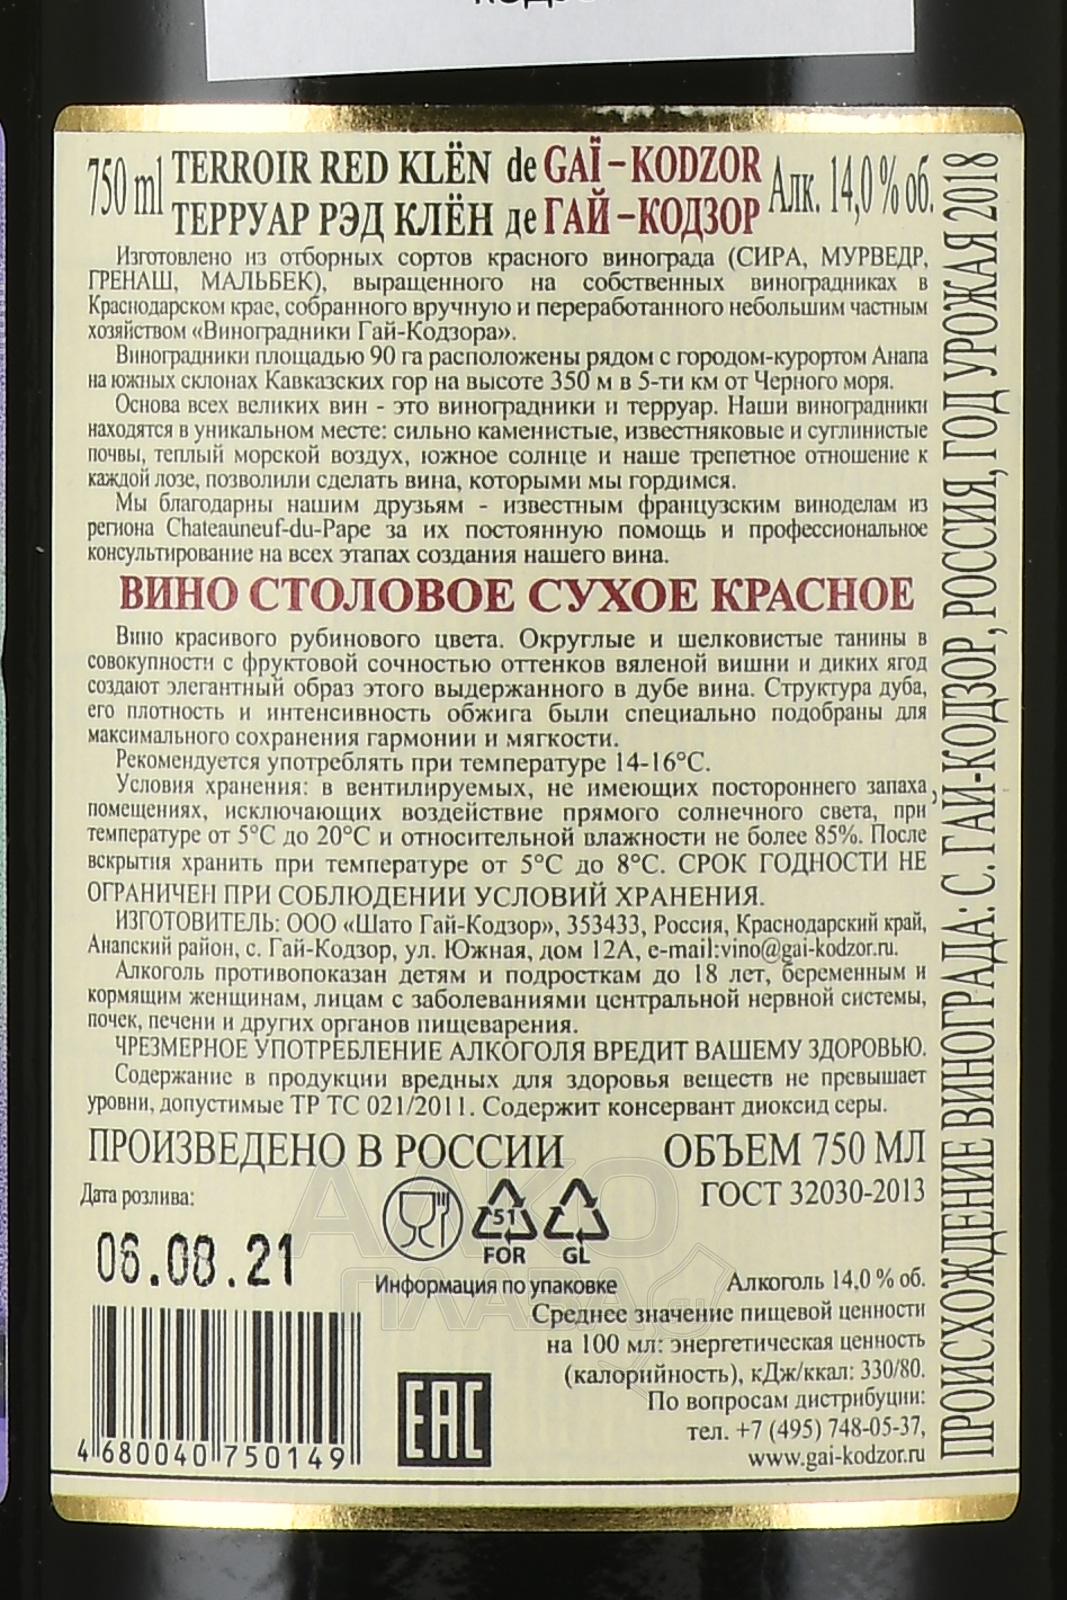 750 ml TERROIR RED KLЁN de GAÏ-KODZOR Алк. 14,0 % об.
ТЕРРУАР РЭД КЛЁН де ГАЙ-КОДЗОР
Изготовлено из отборных сортов красного винограда (СИРА, МУРВЕДР,
ГРЕНАШ, МАЛЬБЕК), выращенного на собственных виноградниках в
Краснодарском крае, собранного вручную и переработанного небольшим частным
хозяйством «Виноградники Гай-Кодзора».
Виноградники площадью 90 га расположены рядом с городом-курортом Анапа
на южных склонах Кавказских гор на высоте 350 м в 5-ти км от Черного моря.
Основа всех великих вин - это виноградники и терруар. Наши виноградники
находятся в уникальном месте: сильно каменистые, известняковые и суглинистые
почвы, теплый морской воздух, южное солнце и наше трепетное отношение к
каждой лозе, позволили сделать вина, которыми мы гордимся.
Мы благодарны нашим друзьям - известным французским виноделам из
региона Chateauneuf-du-Pape за их постоянную помощь и профессиональное
консультирование на всех этапах создания нашего вина.
ВИНО СТОЛОВОЕ СУХОЕ КРАСНОЕ
Вино красивого рубинового цвета. Округлые и шелковистые танины в
совокупности с фруктовой сочностью оттенков вяленой вишни и диких ягод
создают элегантный образ этого выдержанного в дубе вина. Структура дуба,
его плотность и интенсивность обжига были специально подобраны для
максимального сохранения гармонии и мягкости.
Рекомендуется употреблять при температуре 14-16°С.
Условия хранения: в вентилируемых, не имеющих постороннего запаха,
помещениях, исключающих воздействие прямого солнечного света, при
температуре от 5°С до 20°С и относительной влажности не более 85%. После
вскрытия хранить при температуре от 5°С до 8°С. СРОК ГОДНОСТИ НЕ
ОГРАНИЧЕН ПРИ СОБЛЮДЕНИИ УСЛОВИЙ ХРАНЕНИЯ.
ИЗГОТОВИТЕЛЬ: ООО «Шато Гай-Кодзор», 353433, Россия, Краснодарский край,
Анапский район, с. Гай-Кодзор, ул. Южная, дом 12А, e-mail:vino@gai-kodzor.ru.
Алкоголь противопоказан детям и подросткам до 18 лет, беременным и
кормящим женщинам, лицам с заболеваниями центральной нервной системы,
почек, печени и других органов пищеварения.
ЧРЕЗМЕРНОЕ УПОТРЕБЛЕНИЕ АЛКОГОЛЯ ВРЕДИТ ВАШЕМУ ЗДОРОВЬЮ.
Содержание в продукции вредных для здоровья веществ не превышает
уровни, допустимые ТР ТС 021/2011. Содержит консервант диоксид серы.
ПРОИЗВЕДЕНО В РОССИИ ОБЪЕМ 750 МЛ
Дата розлива: ГОСТ 32030-2013
06.08.21
51
FOR GL
Информация по упаковке
Алкоголь 14,0 % об.
Среднее значение пищевой ценности
на 100 мл: энергетическая ценность
(калорийность), кДж/ккал: 330/80.
По вопросам дистрибуции:
тел. +7 (495) 748-05-37,
www.gai-kodzor.ru
4 680040 750149
EAC
ПРОИСХОЖДЕНИЕ ВИНОГРАДА: С. ГАЙ-КОДЗОР, РОССИЯ, ГОД УРОЖАЯ 2018
АЛКО
ПЛАЗА